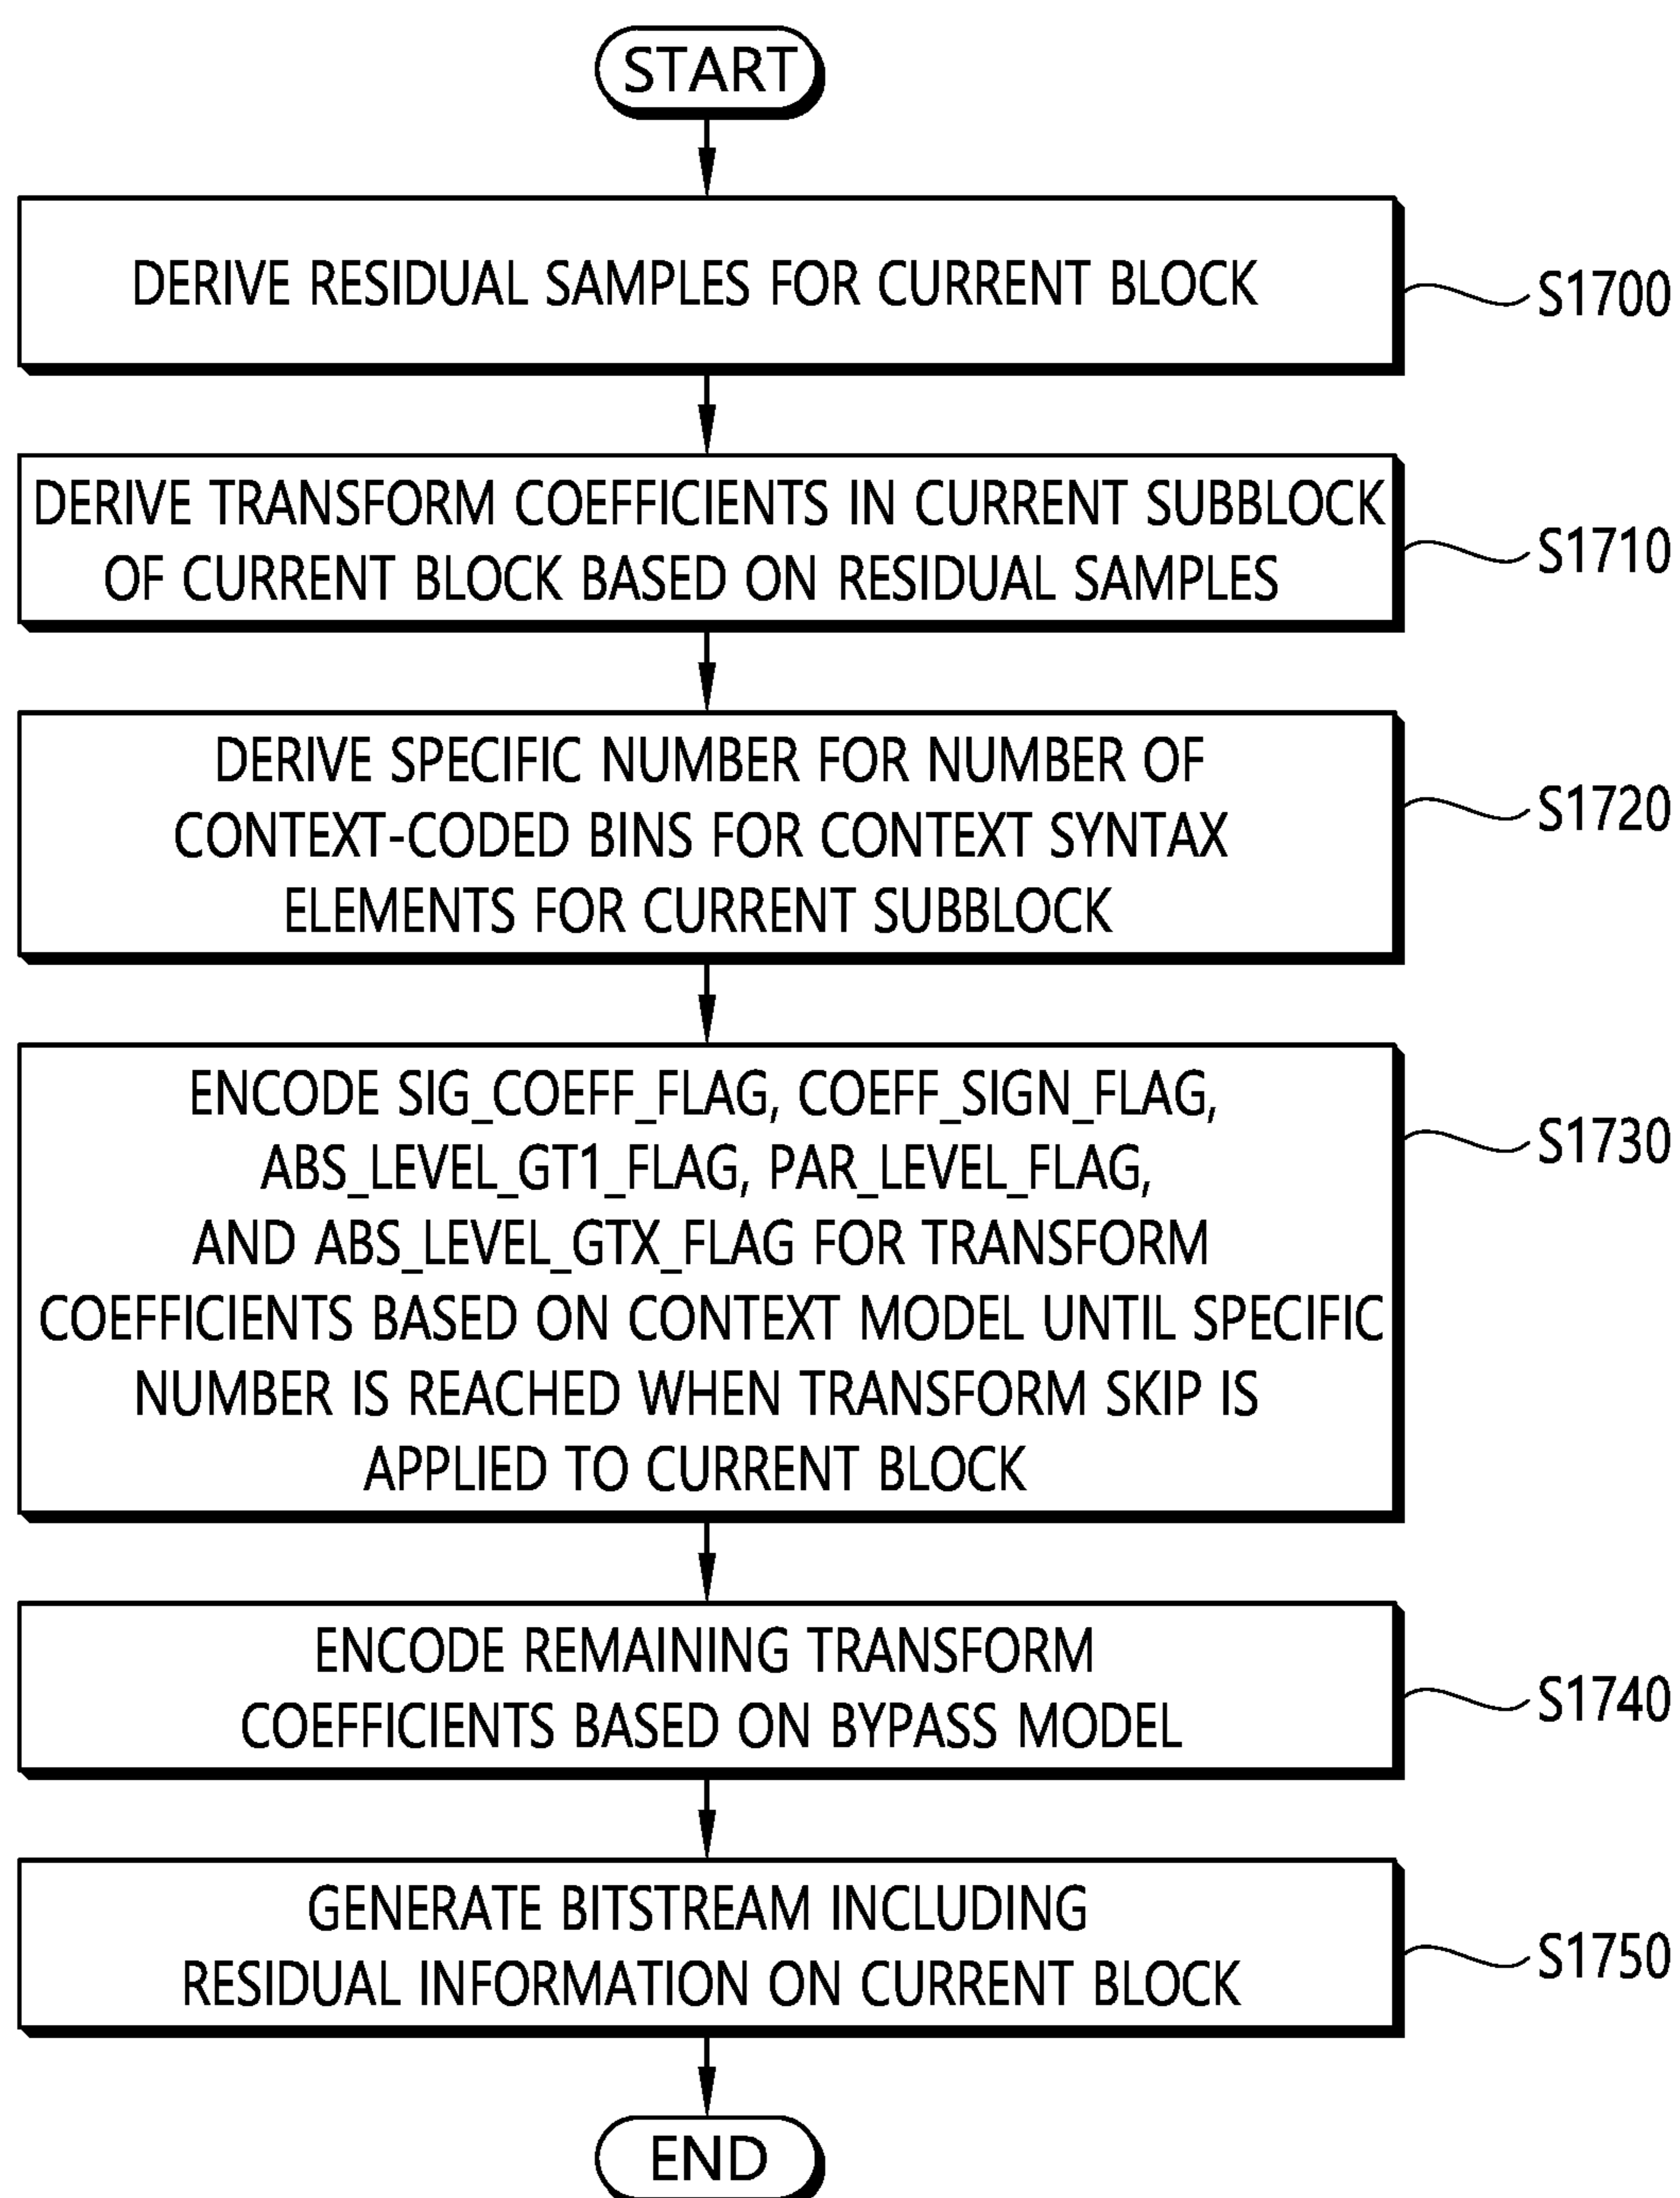 START
DERIVE RESIDUAL SAMPLES FOR CURRENT BLOCK
S1700
DERIVE TRANSFORM COEFFICIENTS IN CURRENT SUBBLOCK
OF CURRENT BLOCK BASED ON RESIDUAL SAMPLES
S1710
DERIVE SPECIFIC NUMBER FOR NUMBER OF
CONTEXT-CODED BINS FOR CONTEXT SYNTAX
ELEMENTS FOR CURRENT SUBBLOCK
S1720
ENCODE SIG_COEFF_FLAG, COEFF_SIGN_FLAG,
ABS_LEVEL_GT1_FLAG, PAR_LEVEL_FLAG,
AND ABS_LEVEL_GTX_FLAG FOR TRANSFORM
COEFFICIENTS BASED ON CONTEXT MODEL UNTIL SPECIFIC
NUMBER IS REACHED WHEN TRANSFORM SKIP IS
APPLIED TO CURRENT BLOCK
S1730
ENCODE REMAINING TRANSFORM
COEFFICIENTS BASED ON BYPASS MODEL
S1740
GENERATE BITSTREAM INCLUDING
RESIDUAL INFORMATION ON CURRENT BLOCK
S1750
END